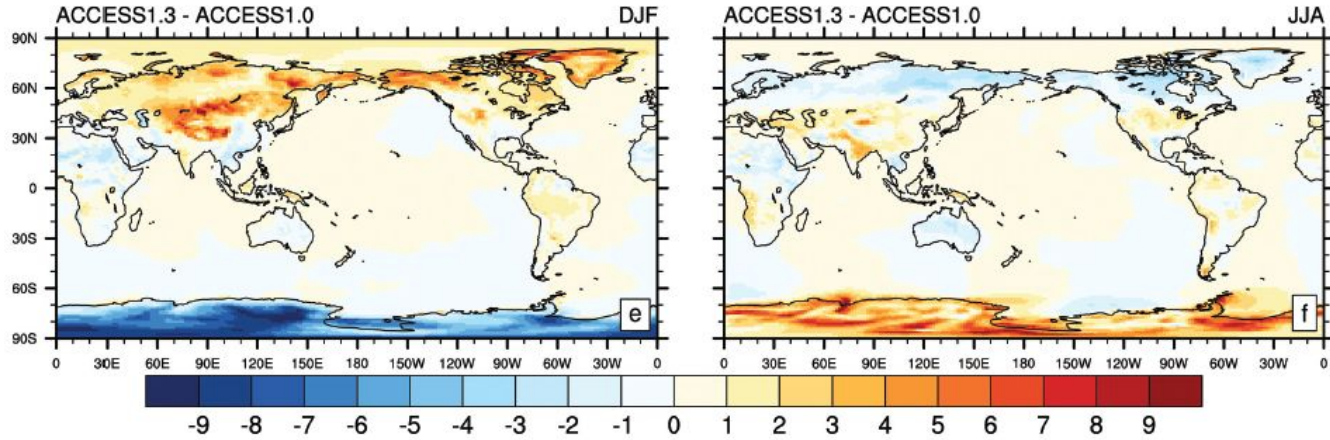 ACCESS1.3 - ACCESS1.0 DJF
ACCESS1.3 - ACCESS1.0 JJA
90N
60N
30N
0
30S
60S
90S
e
f
0 30E 60E 90E 120E 150E 180 150W 120W 90W 60W 30W 0
0 30E 60E 90E 120E 150E 180 150W 120W 90W 60W 30W 0
-9 -8 -7 -6 -5 -4 -3 -2 -1 0 1 2 3 4 5 6 7 8 9